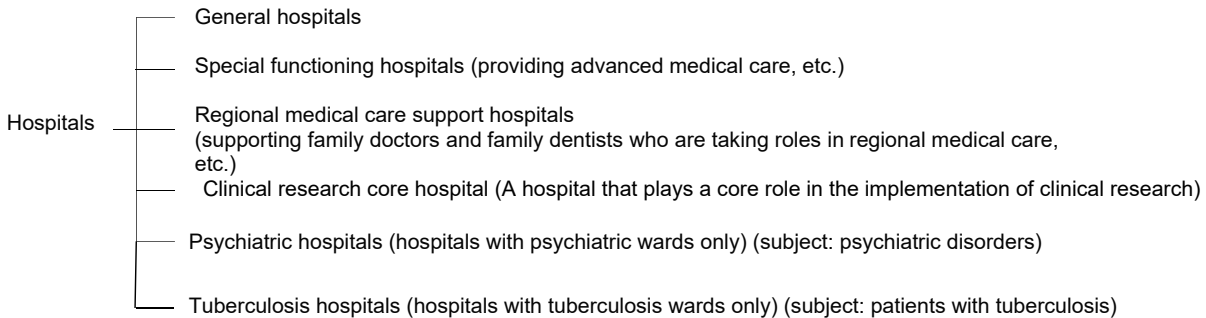 General hospitals
Special functioning hospitals (providing advanced medical care, etc.)
Hospitals
Regional medical care support hospitals
(supporting family doctors and family dentists who are taking roles in regional medical care,
etc.)
Clinical research core hospital (A hospital that plays a core role in the implementation of clinical research)
Psychiatric hospitals (hospitals with psychiatric wards only) (subject: psychiatric disorders)
Tuberculosis hospitals (hospitals with tuberculosis wards only) (subject: patients with tuberculosis)